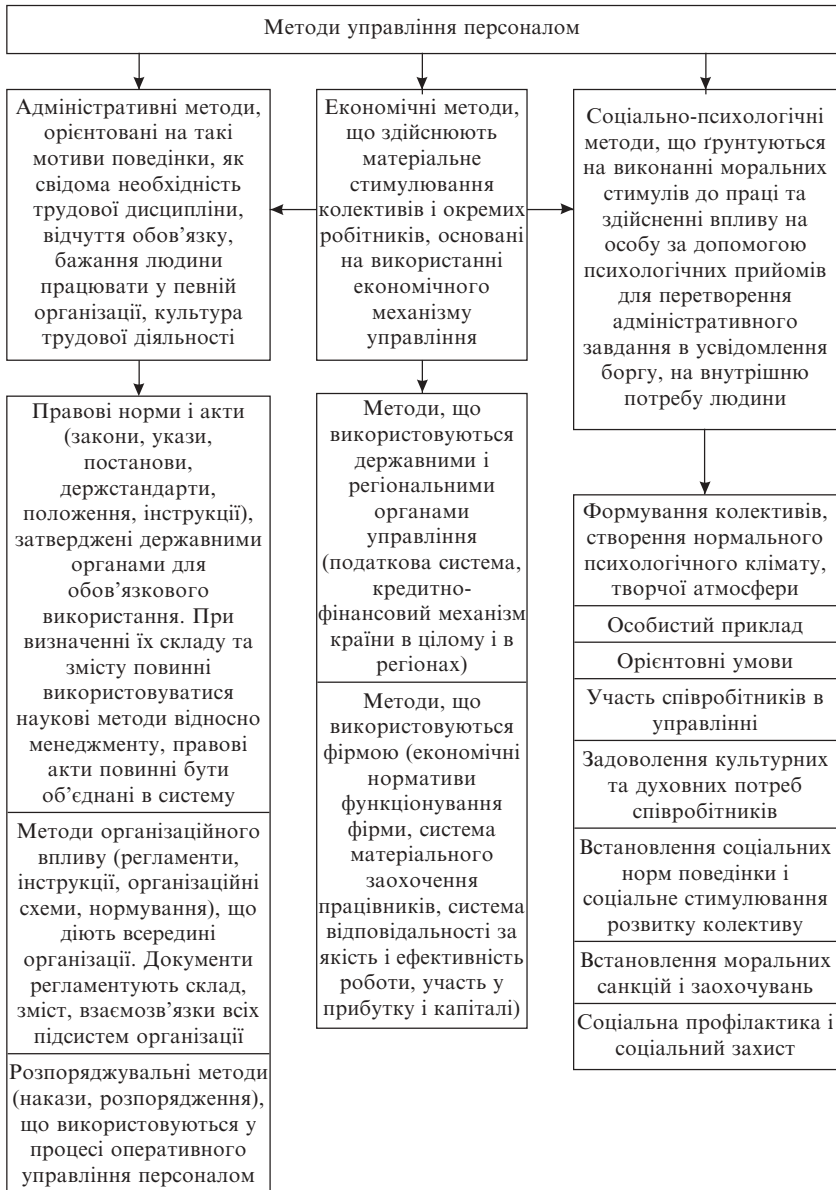 Методи управління персоналом
Адміністративні методи,
орієнтовані на такі
мотиви поведінки, як
свідома необхідність
трудової дисципліни,
відчуття обов’язку,
бажання людини
працювати у певній
організації, культура
трудової діяльності
Економічні методи,
що здійснюють
матеріальне
стимулювання
колективів і окремих
робітників, основані
на використанні
економічного
механізму
управління
Соціально-психологічні
методи, що ґрунтуються
на виконанні моральних
стимулів до праці та
здійсненні впливу на
особу за допомогою
психологічних прийомів
для перетворення
адміністративного
завдання в усвідомлення
боргу, на внутрішню
потребу людини
Правові норми і акти
(закони, укази,
постанови,
держстандарти,
положення, інструкції),
затверджені державними
органами для
обов’язкового
використання. При
визначенні їх складу та
змісту повинні
використовуватися
наукові методи відносно
менеджменту, правові
акти повинні бути
об’єднані в систему
Методи організаційного
впливу (регламенти,
інструкції, організаційні
схеми, нормування), що
діють всередині
організації. Документи
регламентують склад,
зміст, взаємозв’язки всіх
підсистем організації
Розпоряджувальні методи
(накази, розпорядження),
що використовуються у
процесі оперативного
управління персоналом
Методи, що
використовуються
державними і
регіональними
органами
управління
(податкова система,
кредитно-
фінансовий механізм
країни в цілому і в
регіонах)
Методи, що
використовуються
фірмою (економічні
нормативи
функціонування
фірми, система
матеріального
заохочення
працівників, система
відповідальності за
якість і ефективність
роботи, участь у
прибутку і капіталі)
Формування колективів,
створення нормального
психологічного клімату,
творчої атмосфери
Особистий приклад
Орієнтовні умови
Участь співробітників в
управлінні
Задоволення культурних
та духовних потреб
співробітників
Встановлення соціальних
норм поведінки і
соціальне стимулювання
розвитку колективу
Встановлення моральних
санкцій і заохочувань
Соціальна профілактика і
соціальний захист